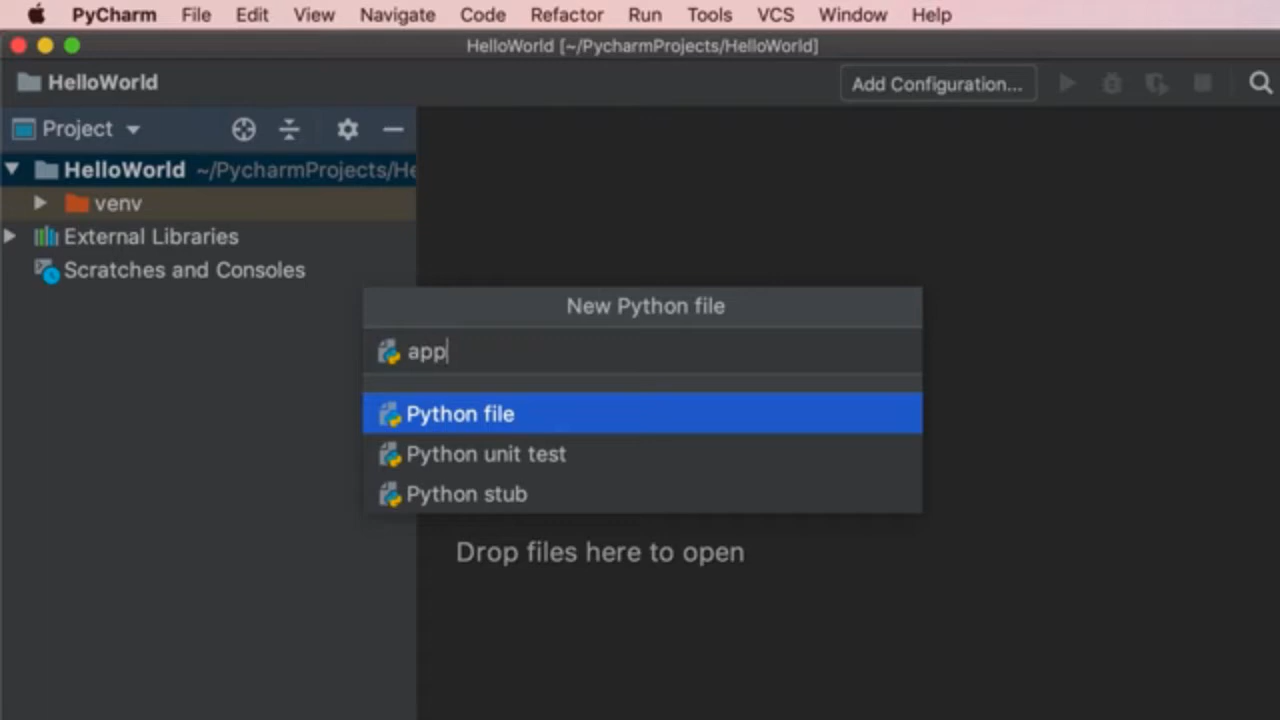 PyCharm File Edit View Navigate Code Refactor Run Tools VCS Window Help
HelloWorld [~/PycharmProjects/HelloWorld]
HelloWorld
Add Configuration...
Project
HelloWorld ~/PycharmProjects/He
venv
External Libraries
Scratches and Consoles
New Python file
app
Python file
Python unit test
Python stub
Drop files here to open